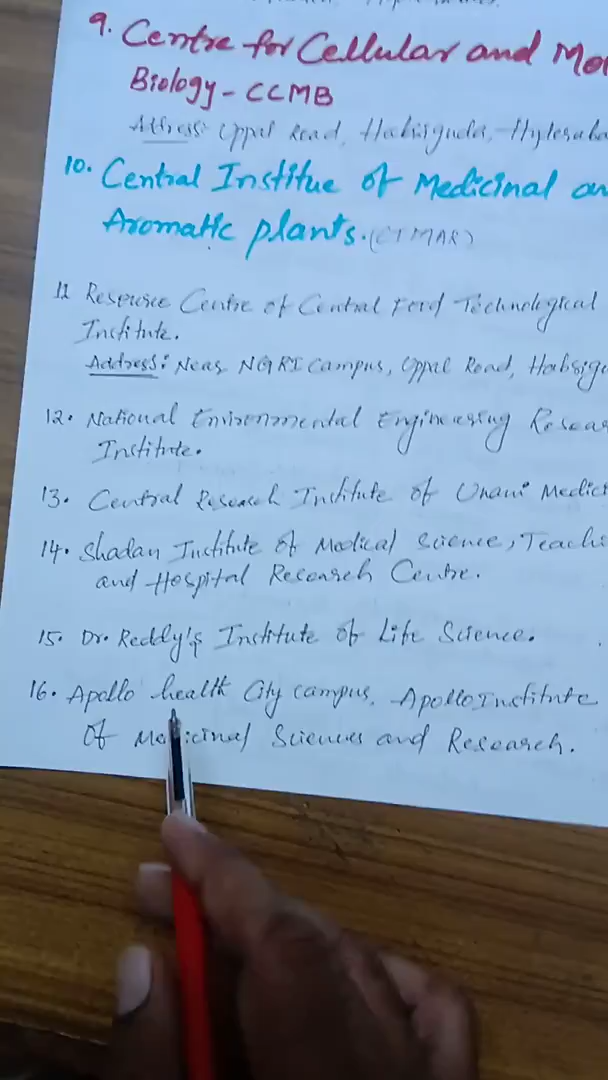 9. Centre for Cellular and Mo
Biology - CCMB
Address: Uppal Road, Habsiguda, Hyderaba
10. Central Institue of Medicinal an
Aromatic plants. (CIMAR)
11 Resource Centre of Central Food Technological
Institute.
Address: Near NGRI campus, Uppal Road, Habsig
12. National Environmental Engineering Resear
Institute.
13. Central Research Institute of Unani Medici
14. Shadan Institute of Medical Science, Teachi
and Hospital Research Centre.
15. Dr. Reddy's Institute of Life Science.
16. Apollo health City campus, Apollo Institute
Of Medicinal Sciences and Research.